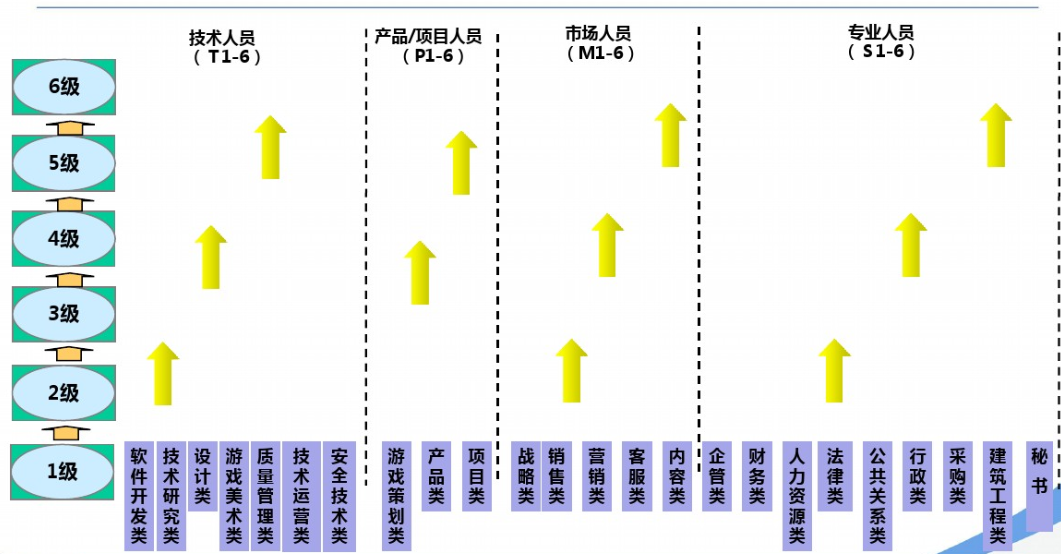 技术人员
（ T1-6 ）
产品/项目人员
（ P1-6 ）
市场人员
（M1-6 ）
专业人员
（ S1-6 ）
6级
5级
4级
3级
2级
1级
软件开发类
技术研究类
设计类
游戏美术类
质量管理类
技术运营类
安全技术类
游戏策划类
产品类
项目类
战略类
销售类
营销类
客服类
内容类
企管类
财务类
人力资源类
法律类
公共关系类
行政类
采购类
建筑工程类
秘书